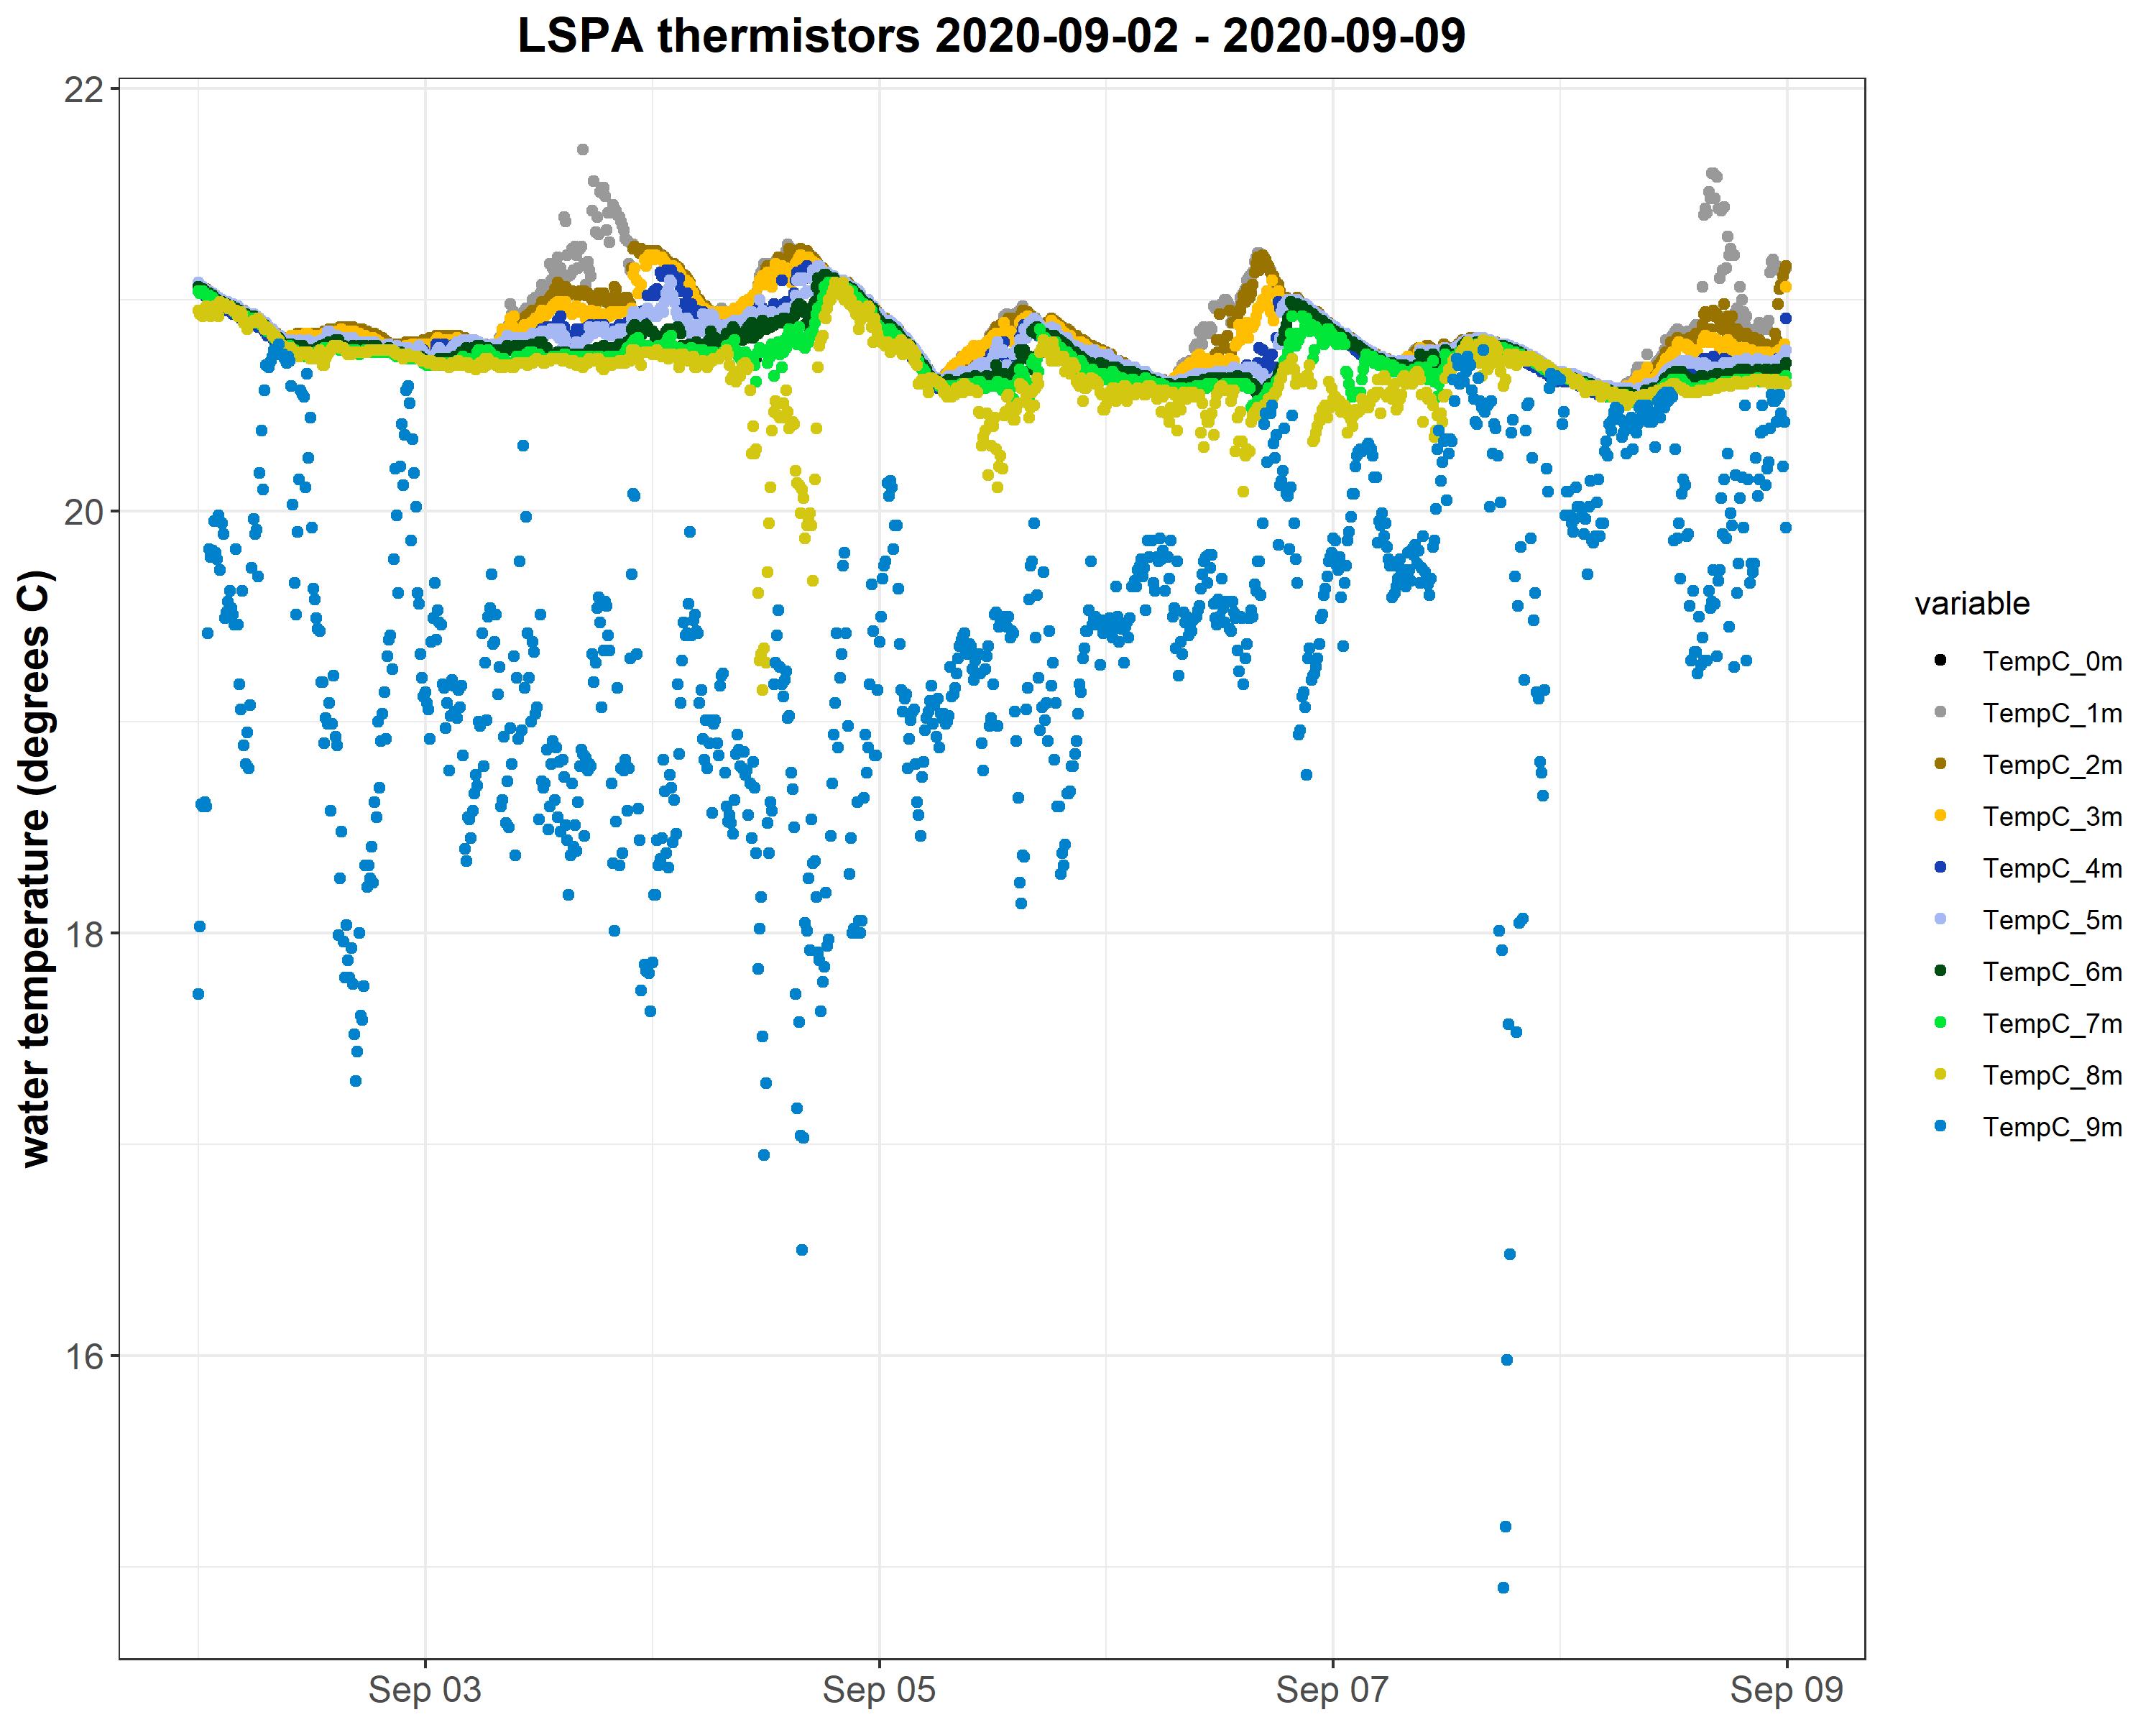 LSPA thermistors 2020-09-02 - 2020-09-09
water temperature (degrees C)
22
20
18
16
Sep 03
Sep 05
Sep 07
Sep 09
variable
TempC_0m
TempC_1m
TempC_2m
TempC_3m
TempC_4m
TempC_5m
TempC_6m
TempC_7m
TempC_8m
TempC_9m